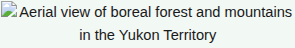 Aerial view of boreal forest and mountains
in the Yukon Territory